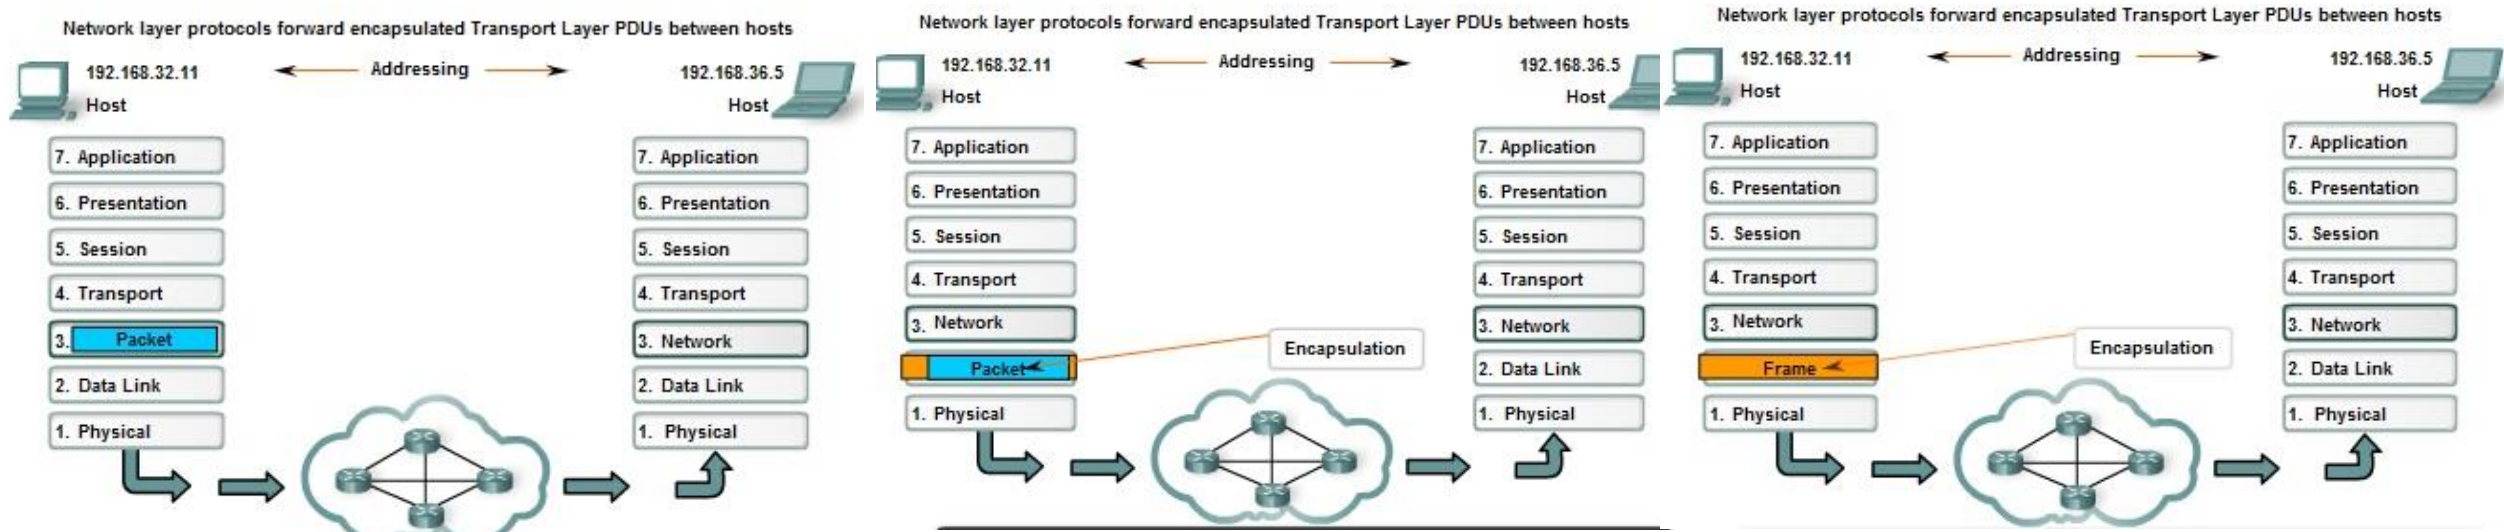 Network layer protocols forward encapsulated Transport Layer PDUs between hosts
192.168.32.11
Addressing
192.168.36.5
Host
Host
7. Application
7. Application
6. Presentation
6. Presentation
5. Session
5. Session
4. Transport
4. Transport
3. Packet
3. Network
2. Data Link
2. Data Link
1. Physical
1. Physical
Network layer protocols forward encapsulated Transport Layer PDUs between hosts
192.168.32.11
Addressing
192.168.36.5
Host
Host
7. Application
7. Application
6. Presentation
6. Presentation
5. Session
5. Session
4. Transport
4. Transport
3. Network
3. Network
Encapsulation
Packet
2. Data Link
1. Physical
1. Physical
Network layer protocols forward encapsulated Transport Layer PDUs between hosts
192.168.32.11
Addressing
192.168.36.5
Host
Host
7. Application
7. Application
6. Presentation
6. Presentation
5. Session
5. Session
4. Transport
4. Transport
3. Network
3. Network
Encapsulation
Frame
2. Data Link
1. Physical
1. Physical